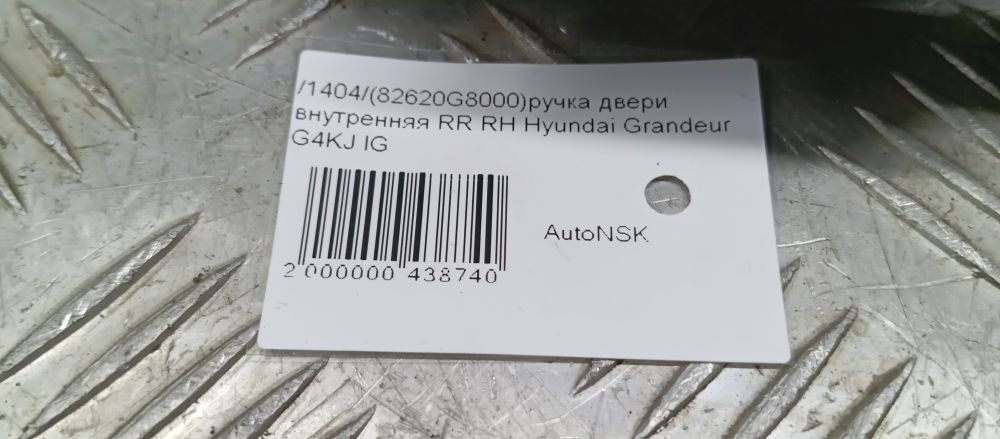 /1404/(82620G8000)ручка двери
внутренняя RR RH Hyundai Grandeur
G4KJ IG
AutoNSK
2 000000 438740